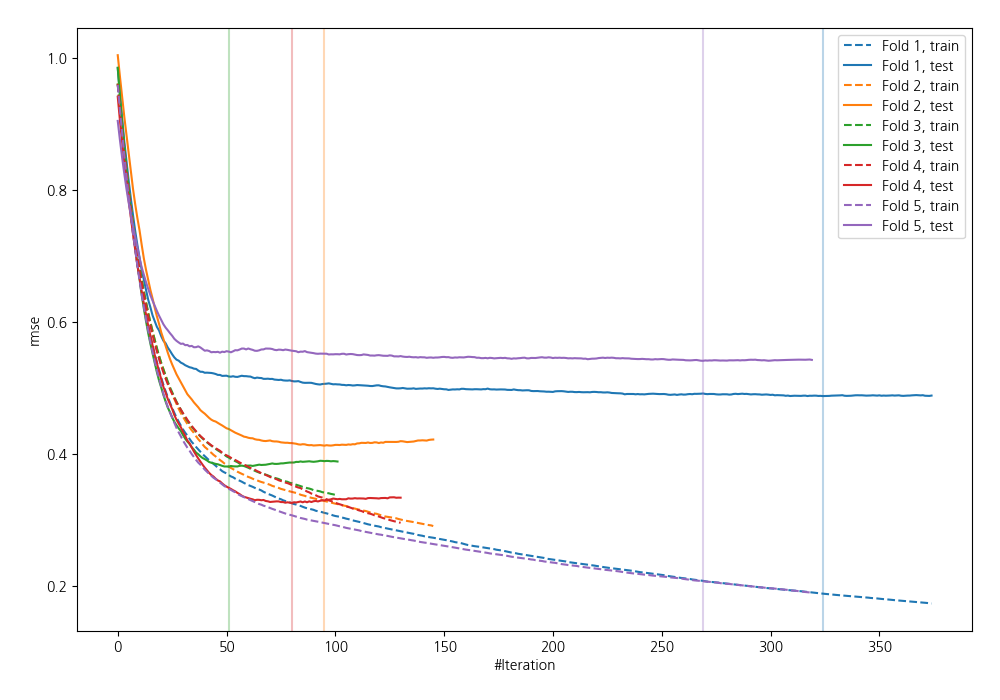 Fold 1, train
Fold 1, test
Fold 2, train
Fold 2, test
Fold 3, train
Fold 3, test
Fold 4, train
Fold 4, test
Fold 5, train
Fold 5, test
1.0
0.8
0.6
0.4
0.2
rmse
0 50 100 150 200 250 300 350
#Iteration